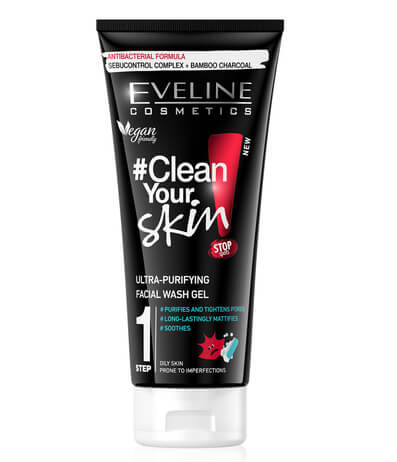 ANTIBACTERIAL FORMULA
SEBUCONTROL COMPLEX + BAMBOO CHARCOAL
EVELINE
COSMETICS
Vegan
friendly
NEW
#Clean
Your
skin
STOP
ULTRA-PURIFYING
FACIAL WASH GEL
# PURIFIES AND TIGHTENS PORES
# LONG-LASTINGLY MATTIFIES
# SOOTHES
1
STEP
OILY SKIN
PRONE TO IMPERFECTIONS